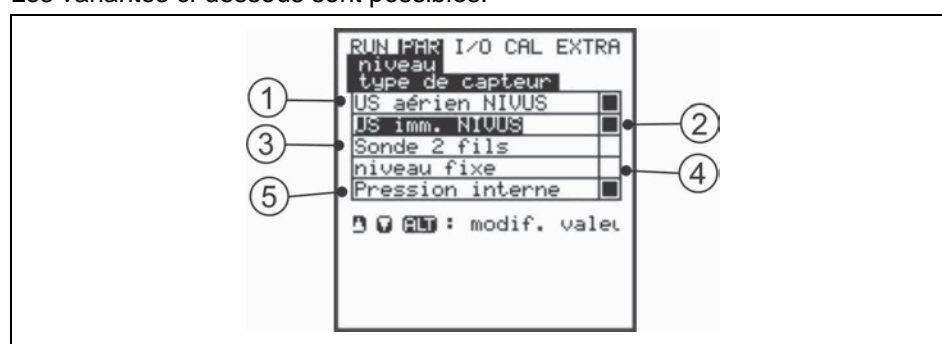 Les variantes ci-dessous sont possibles:
RUN PAR I/O CAL EXTRA
niveau
type de capteur
1 US aérien NIVUS
US imm. NIVUS 2
3 Sonde 2 fils
niveau fixe 4
5 Pression interne
ALT : modif. valeu